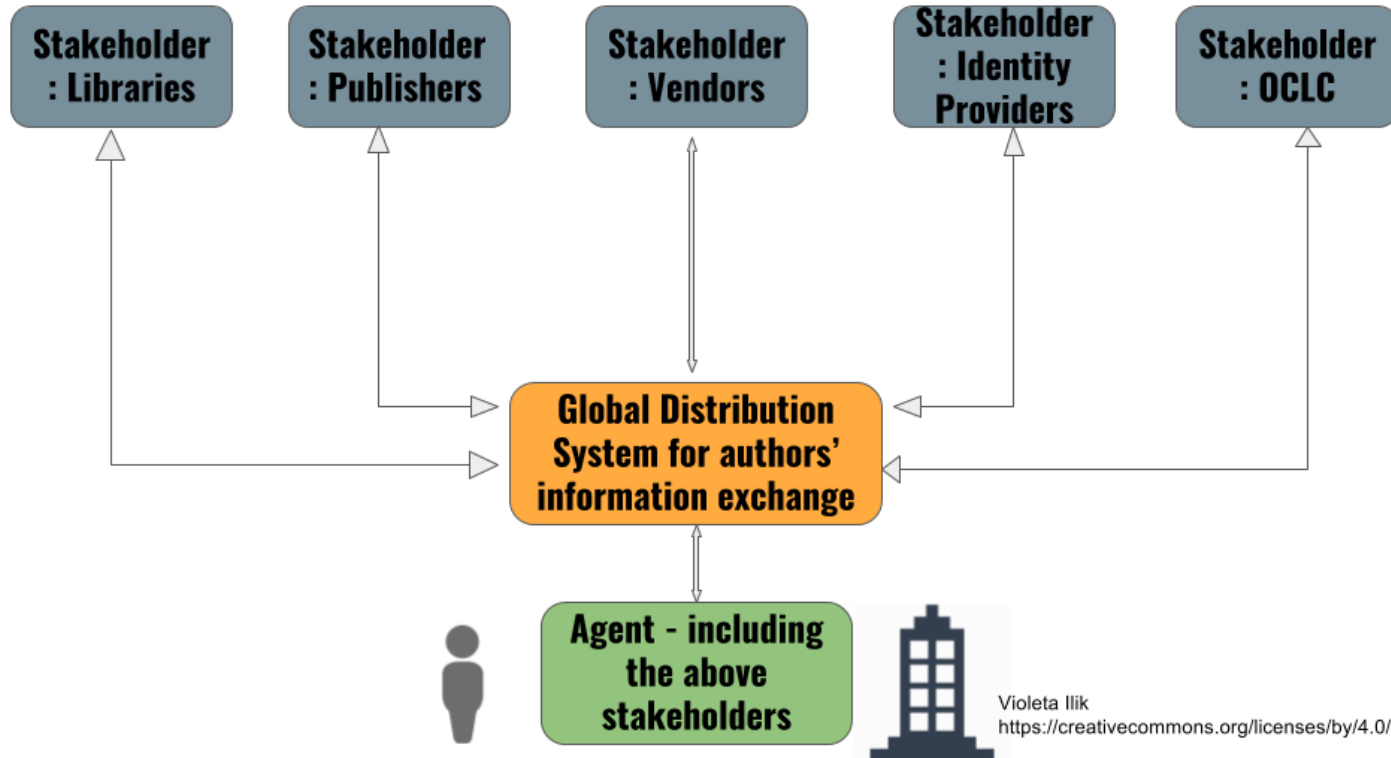 Stakeholder
: Libraries
Stakeholder
: Publishers
Stakeholder
: Vendors
Stakeholder
: Identity
Providers
Stakeholder
: OCLC
Global Distribution
System for authors’
information exchange
Agent - including
the above
stakeholders
Violeta Ilik
https://creativecommons.org/licenses/by/4.0/